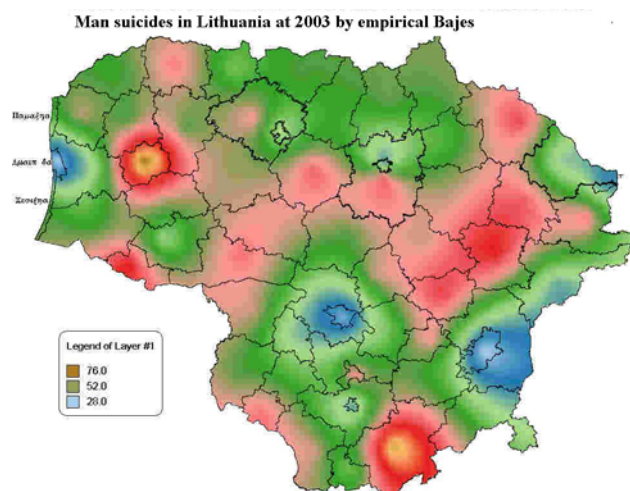 Man suicides in Lithuania at 2003 by empirical Bajes
Legend of Layer #1
76.0
52.0
28.0